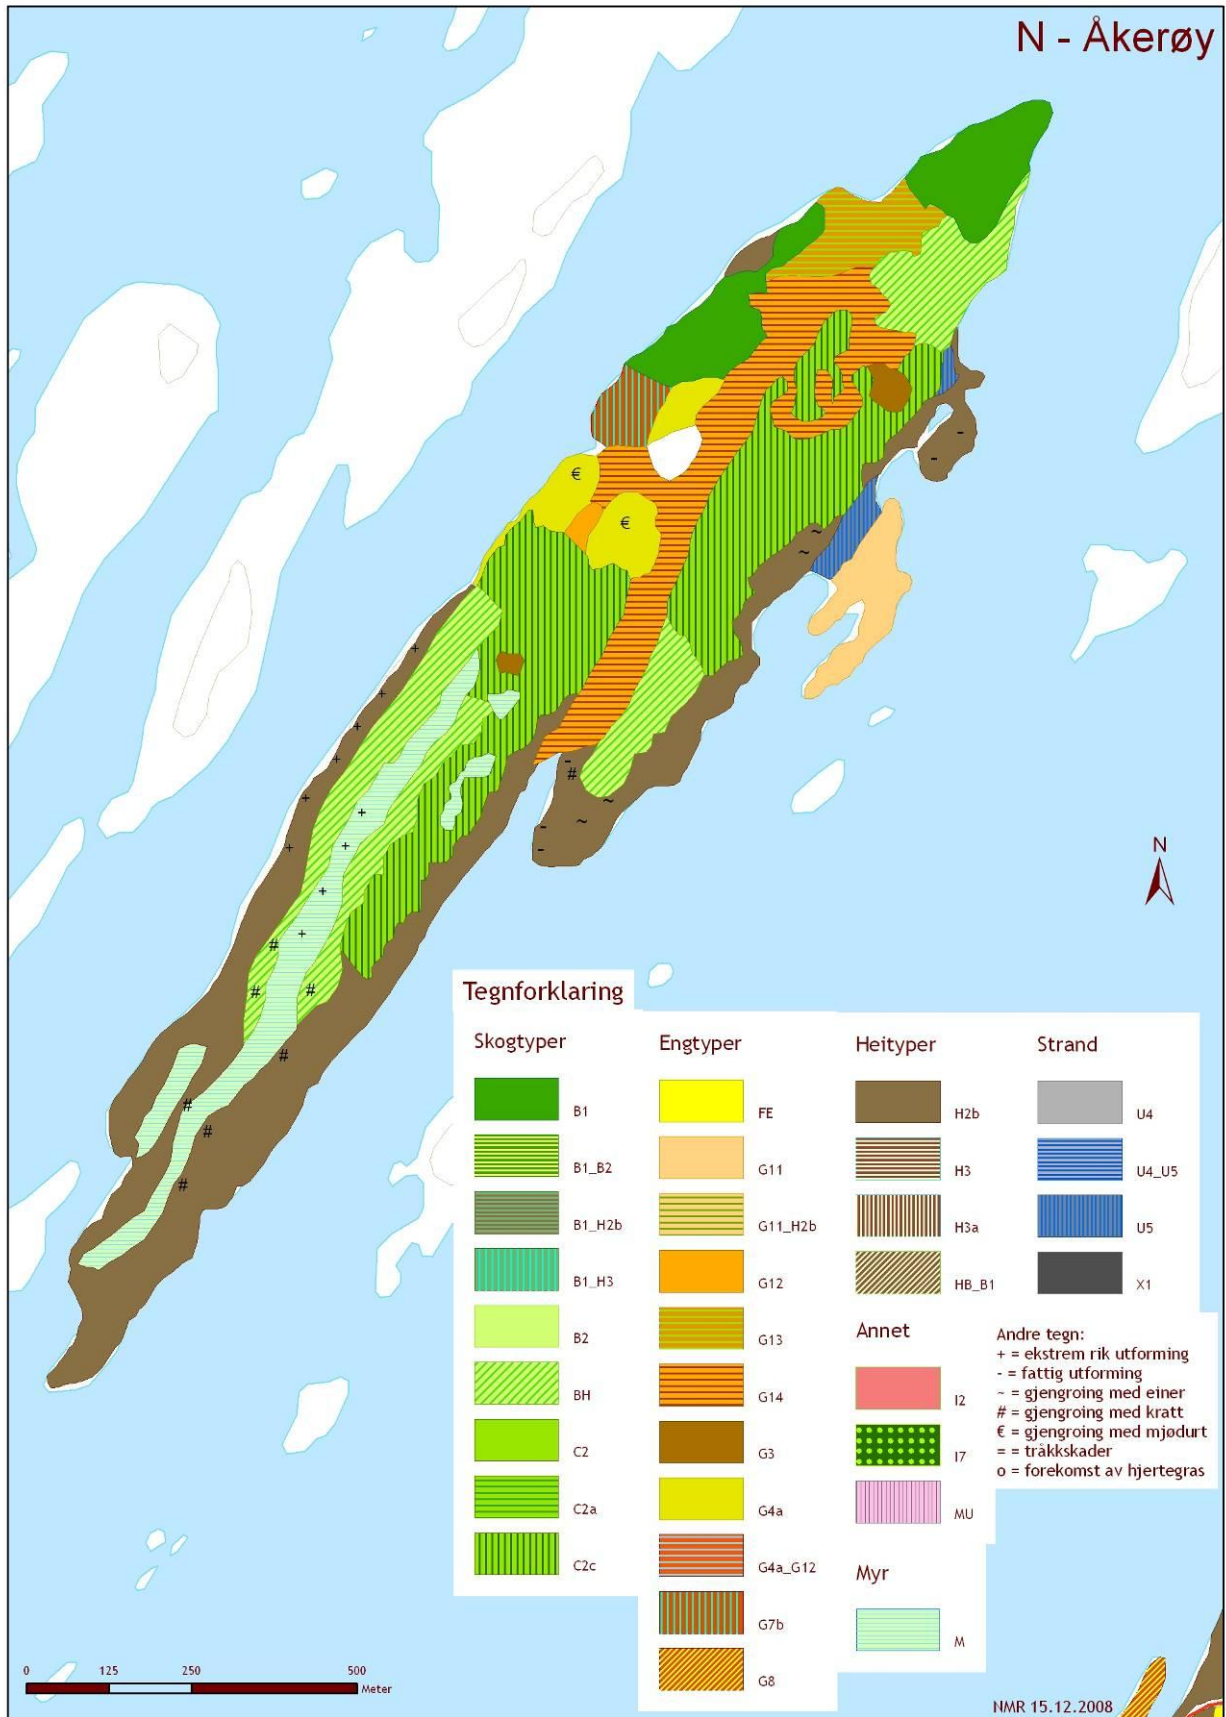 N - Åkerøy
€
€
-
-
~
~
+
+
+
+
+
+
-
#
~
~
-
-
+
+
+
+
#
#
#
#
#
#
#
N
Tegnforklaring
Skogtyper
B1
B1_B2
B1_H2b
B1_H3
B2
BH
C2
C2a
C2c
Engtyper
FE
G11
G11_H2b
G12
G13
G14
G3
G4a
G4a_G12
G7b
G8
Heityper
H2b
H3
H3a
HB_B1
Annet
I2
I7
MU
Myr
M
Strand
U4
U4_U5
U5
X1
Andre tegn:
+ = ekstrem rik utforming
- = fattig utforming
~ = gjengroing med einer
# = gjengroing med kratt
€ = gjengroing med mjødurt
= = tråkkskader
o = forekomst av hjertegras
0 125 250 500
Meter
NMR 15.12.2008